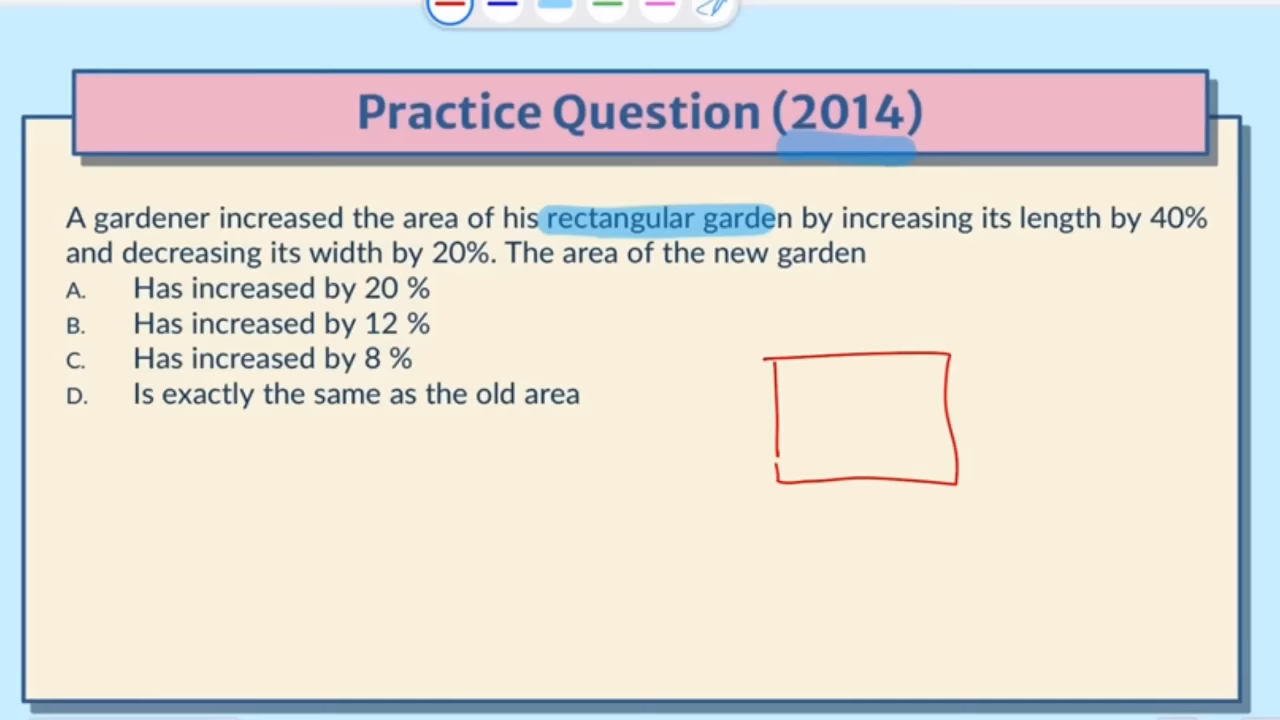 Practice Question (2014)
A gardener increased the area of his rectangular garden by increasing its length by 40%
and decreasing its width by 20%. The area of the new garden
A. Has increased by 20 %
B. Has increased by 12 %
C. Has increased by 8 %
D. Is exactly the same as the old area